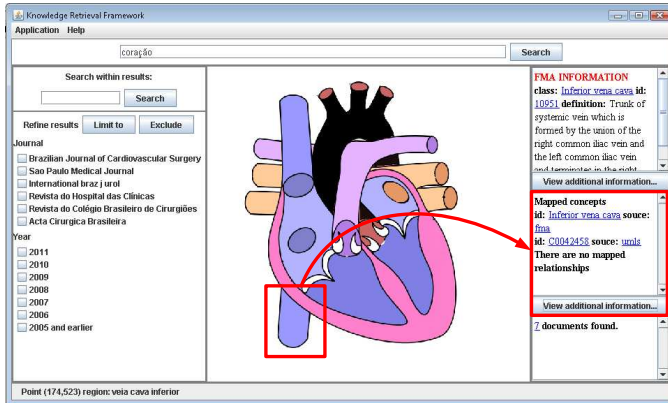 Knowledge Retrieval Framework
Application Help
coração
Search
Search within results:
Search
Refine results
Limit to
Exclude
Journal
Brazilian Journal of Cardiovascular Surgery
Sao Paulo Medical Journal
International braz j urol
Revista do Hospital das Clínicas
Revista do Colégio Brasileiro de Cirurgiões
Acta Cirurgica Brasileira
Year
2011
2010
2009
2008
2007
2006
2005 and earlier
FMA INFORMATION
class: Inferior vena cava id:
10951 definition: Trunk of
systemic vein which is
formed by the union of the
right common iliac vein and
the left common iliac vein
and terminates in the right
View additional information...
Mapped concepts
id: Inferior vena cava souce:
fma
id: C0042458 souce: umls
There are no mapped
relationships
View additional information...
7 documents found.
Point (174,523) region: veia cava inferior